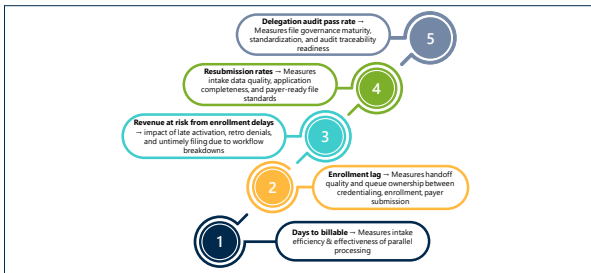 Delegation audit pass rate →
Measures file governance maturity,
standardization, and audit traceability
readiness
5
Resubmission rates → Measures
intake data quality, application
completeness, and payer-ready file
standards
4
Revenue at risk from enrollment delays
→ impact of late activation, retro denials,
and untimely filing due to workflow
breakdowns
3
2
Enrollment lag → Measures handoff
quality and queue ownership between
credentialing, enrollment, payer
submission
1
Days to billable → Measures intake
efficiency & effectiveness of parallel
processing